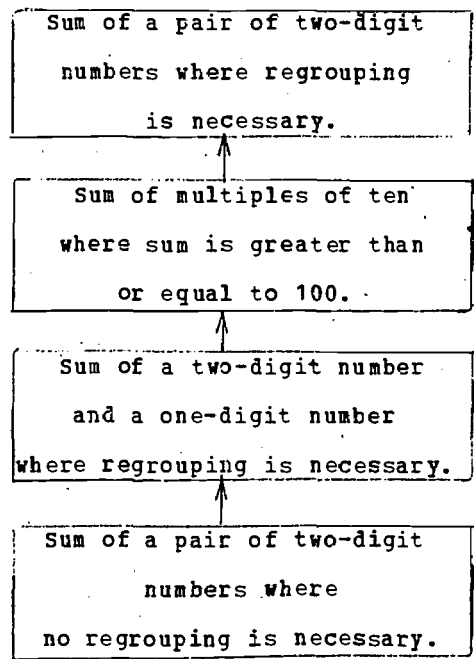 Sum of a pair of two-digit
numbers where regrouping
is necessary.
Sum of multiples of ten
where sum is greater than
or equal to 100.
Sum of a two-digit number
and a one-digit number
where regrouping is necessary.
Sum of a pair of two-digit
numbers where
no regrouping is necessary.